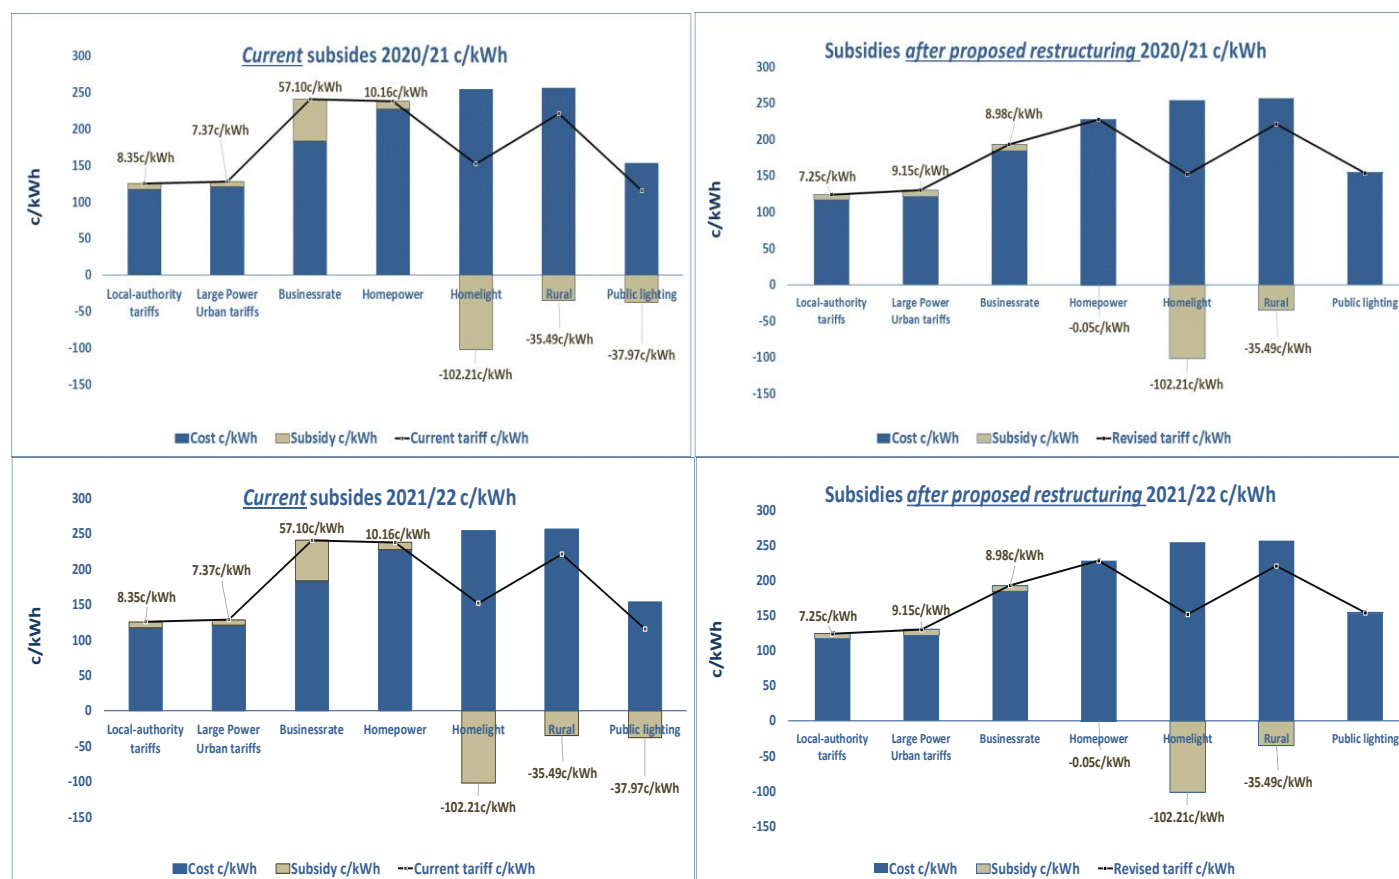 Current subsides 2020/21 c/kWh
300
250
200
150
100
50
0
-50
-100
-150
c/kWh
8.35c/kWh
7.37c/kWh
57.10c/kWh
10.16c/kWh
-102.21c/kWh
-35.49c/kWh
-37.97c/kWh
Local-authority tariffs
Large Power Urban tariffs
Businessrate
Homepower
Homelight
Rural
Public lighting
Cost c/kWh
Subsidy c/kWh
Current tariff c/kWh
Subsidies after proposed restructuring 2020/21 c/kWh
300
250
200
150
100
50
0
-50
-100
-150
c/kWh
7.25c/kWh
9.15c/kWh
8.98c/kWh
-0.05c/kWh
-102.21c/kWh
-35.49c/kWh
Local-authority tariffs
Large Power Urban tariffs
Businessrate
Homepower
Homelight
Rural
Public lighting
Cost c/kWh
Subsidy c/kWh
Revised tariff c/kWh
Current subsides 2021/22 c/kWh
300
250
200
150
100
50
0
-50
-100
-150
c/kWh
8.35c/kWh
7.37c/kWh
57.10c/kWh
10.16c/kWh
-102.21c/kWh
-35.49c/kWh
-37.97c/kWh
Local-authority tariffs
Large Power Urban tariffs
Businessrate
Homepower
Homelight
Rural
Public lighting
Cost c/kWh
Subsidy c/kWh
Current tariff c/kWh
Subsidies after proposed restructuring 2021/22 c/kWh
300
250
200
150
100
50
0
-50
-100
-150
c/kWh
7.25c/kWh
9.15c/kWh
8.98c/kWh
-0.05c/kWh
-102.21c/kWh
-35.49c/kWh
Local-authority tariffs
Large Power Urban tariffs
Businessrate
Homepower
Homelight
Rural
Public lighting
Cost c/kWh
Subsidy c/kWh
Revised tariff c/kWh